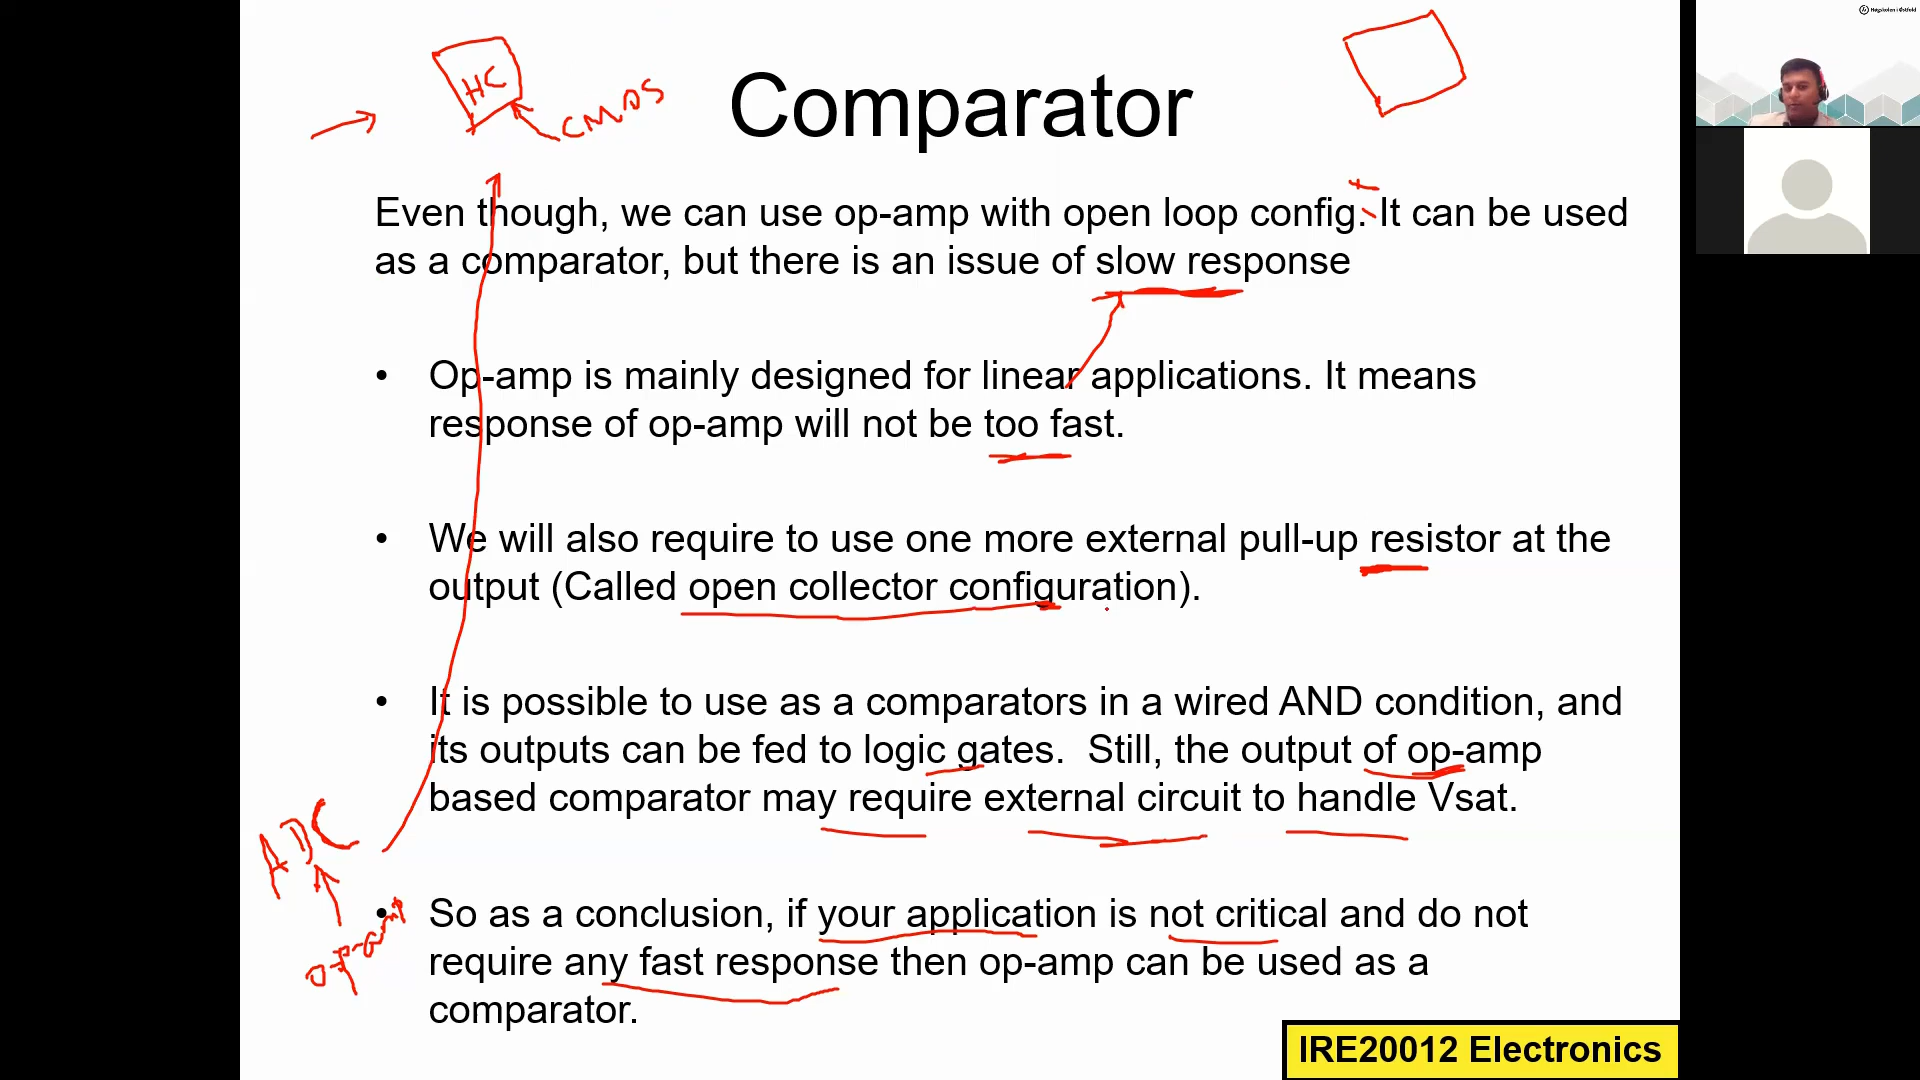 Høgskolen i Østfold
HC
CMOS
Comparator
Even though, we can use op-amp with open loop config. It can be used
as a comparator, but there is an issue of slow response
• Op-amp is mainly designed for linear applications. It means
response of op-amp will not be too fast.
• We will also require to use one more external pull-up resistor at the
output (Called open collector configuration).
• It is possible to use as a comparators in a wired AND condition, and
its outputs can be fed to logic gates.  Still, the output of op-amp
based comparator may require external circuit to handle Vsat.
ADC
op-amp
• So as a conclusion, if your application is not critical and do not
require any fast response then op-amp can be used as a
comparator.
IRE20012 Electronics